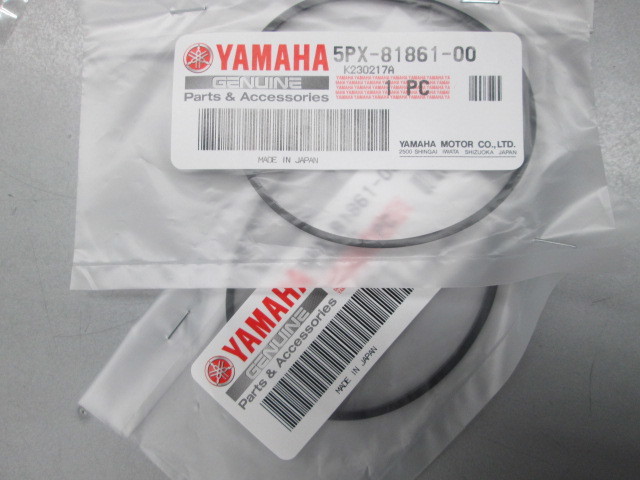 YAMAHA 5PX-81861-00
GENUINE K230217A
Parts & Accessories 1 PC
MADE IN JAPAN
YAMAHA MOTOR CO.,LTD.
2500 SHINGAI IWATA SHIZUOKA JAPAN
YAMAHA
GENUINE
Parts & Accessories
MADE IN JAPAN